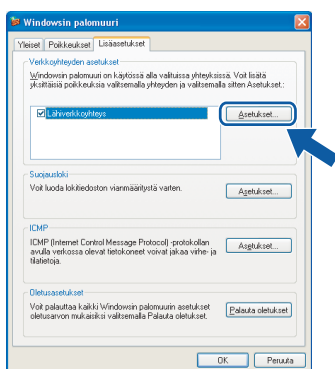 Windowsin palomuuri
Yleiset Poikkeukset Lisäasetukset
Verkkoyhteyden asetukset
Windowsin palomuuri on käytössä alla valituissa yhteyksissä. Voit lisätä
yksittäisiä poikkeuksia valitsemalla yhteyden ja valitsemalla sitten Asetukset.:
Lähiverkkoyhteys
Asetukset...
Suojausloki
Voit luoda lokitiedoston vianmääritystä varten.
Asetukset...
ICMP
ICMP (Internet Control Message Protocol) -protokollan
avulla verkossa olevat tietokoneet voivat jakaa virhe- ja
tilatietoja.
Asetukset...
Oletusasetukset
Voit palauttaa kaikki Windowsin palomuurin asetukset
oletusarvon mukaisiksi valitsemalla Palauta oletukset.
Palauta oletukset
OK Peruuta